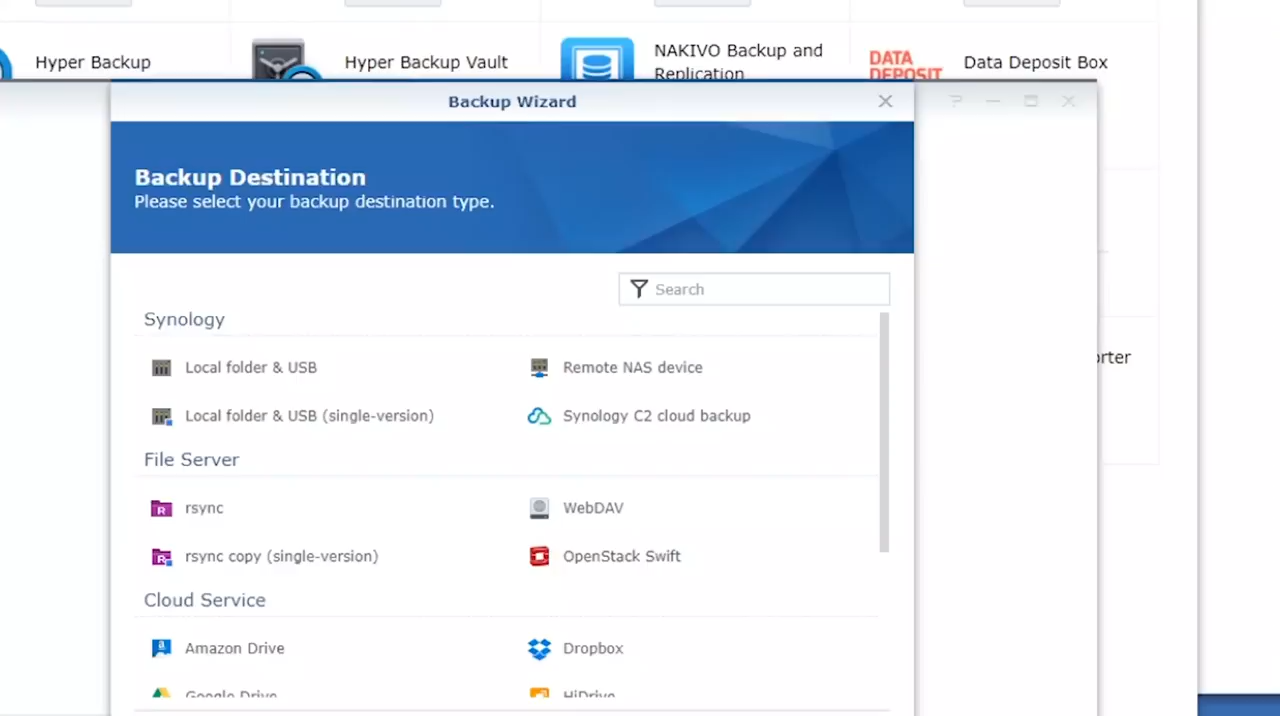 Hyper Backup
Hyper Backup Vault
NAKIVO Backup and
Replication
DATA
DEPOSIT
Data Deposit Box
Backup Wizard
Backup Destination
Please select your backup destination type.
Search
Synology
Local folder & USB
Remote NAS device
Local folder & USB (single-version)
Synology C2 cloud backup
File Server
rsync
WebDAV
rsync copy (single-version)
OpenStack Swift
Cloud Service
Amazon Drive
Dropbox
Google Drive
HiDrive
orter